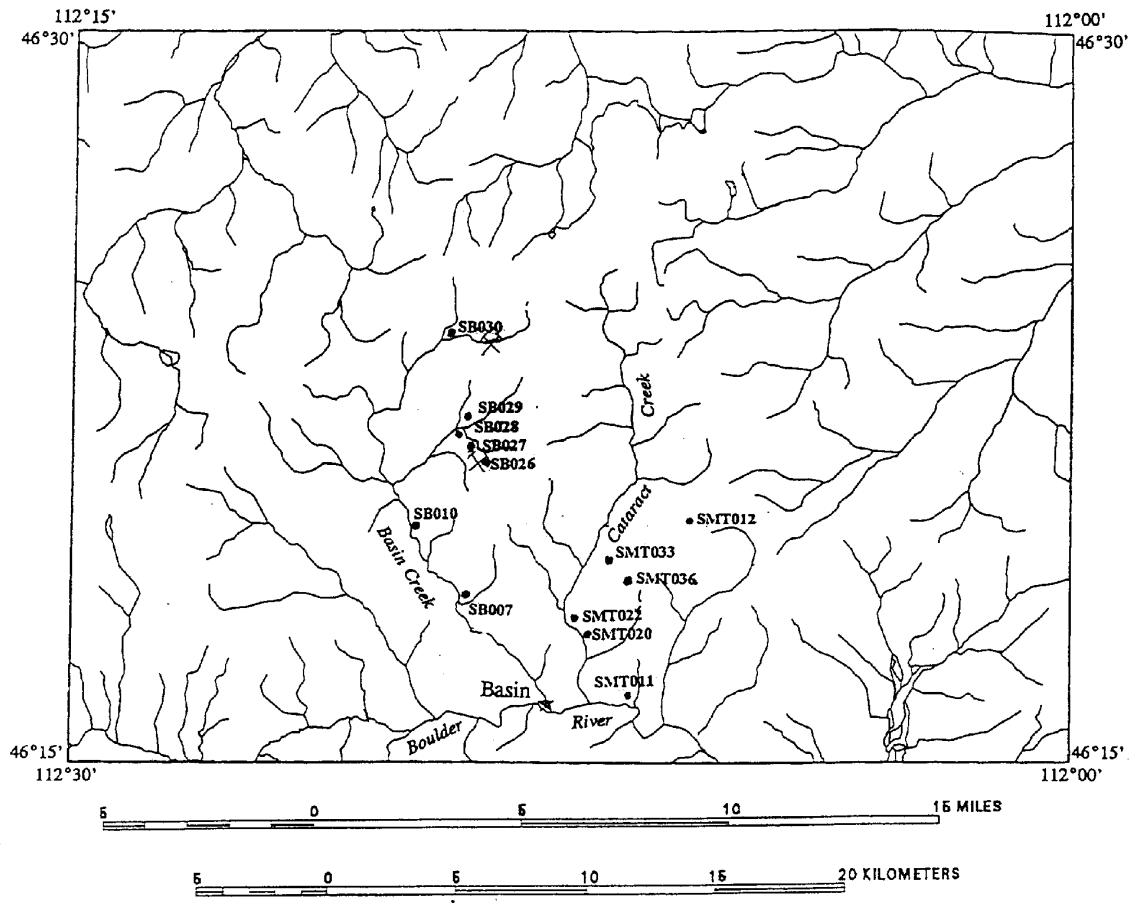 112°15' 112°00'
46°30' 46°30'
SB030
Creek
SB029
SB028
SB027
SB026
Cataract
SB010
SMT012
Basin Creek
SMT033
SMT036
SB007
SMT022
SMT020
SMT011
Basin
River
Boulder
46°15' 46°15'
112°30' 112°00'
5 0 5 10 15 MILES
5 0 5 10 15 20 KILOMETERS